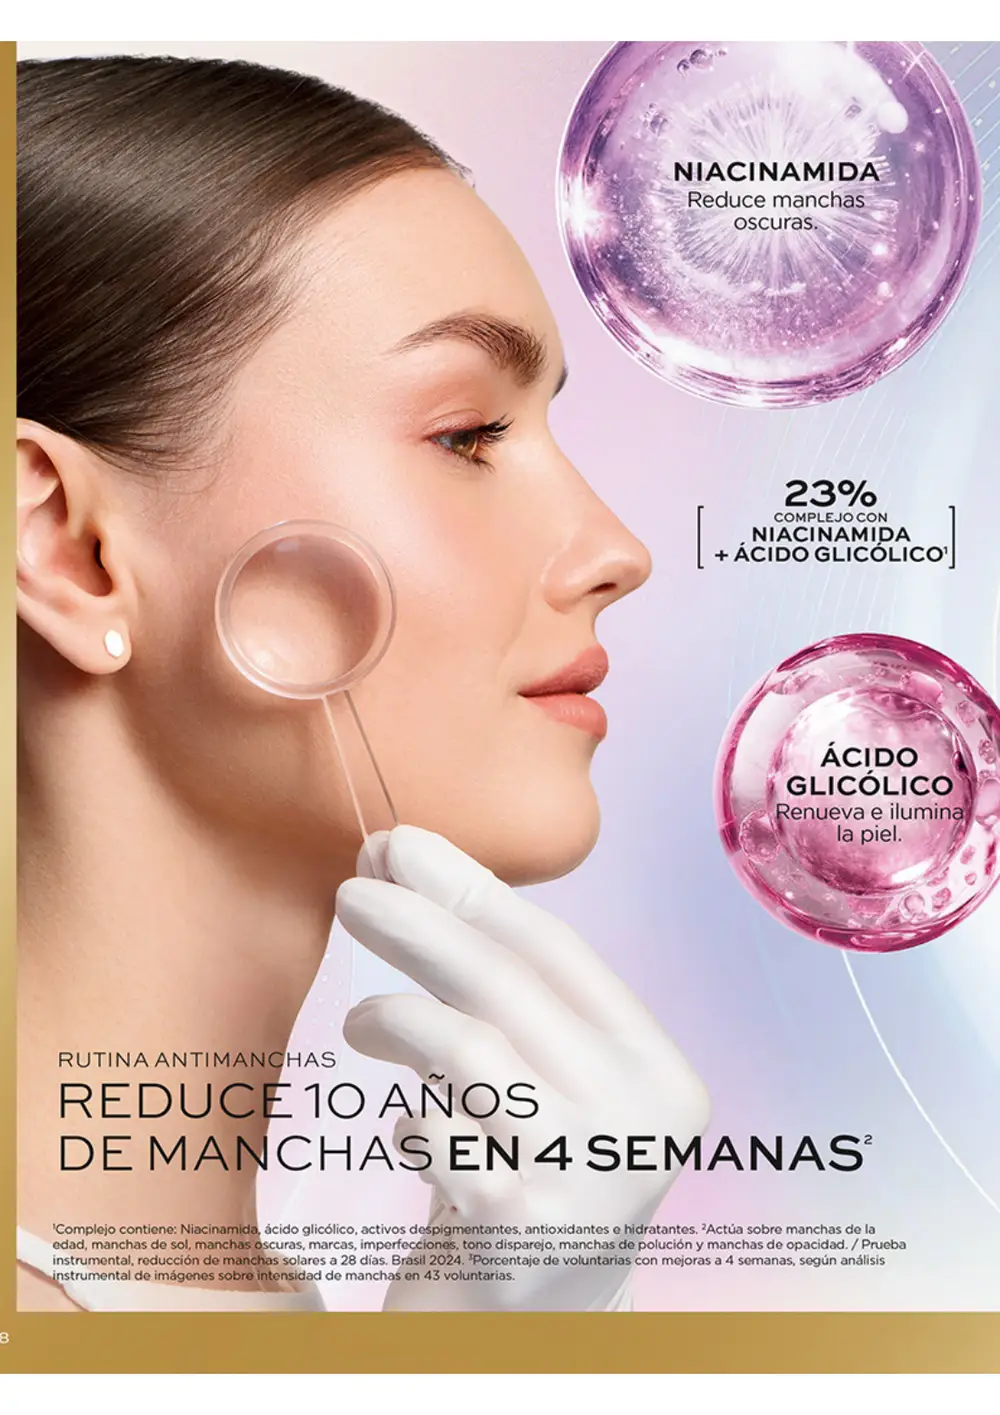 NIACINAMIDA
Reduce manchas
oscuras.
23%
COMPLEJO CON
NIACINAMIDA
+ ÁCIDO GLICÓLICO¹
ÁCIDO
GLICÓLICO
Renueva e ilumina
la piel.
RUTINA ANTIMANCHAS
REDUCE 10 AÑOS
DE MANCHAS EN 4 SEMANAS²
¹Complejo contiene: Niacinamida, ácido glicólico, activos despigmentantes, antioxidantes e hidratantes. ²Actúa sobre manchas de la
edad, manchas de sol, manchas oscuras, marcas, imperfecciones, tono disparejo, manchas de polución y manchas de opacidad. / Prueba
instrumental, reducción de manchas solares a 28 días. Brasil 2024. ³Porcentaje de voluntarias con mejoras a 4 semanas, según análisis
instrumental de imágenes sobre intensidad de manchas en 43 voluntarias.
8